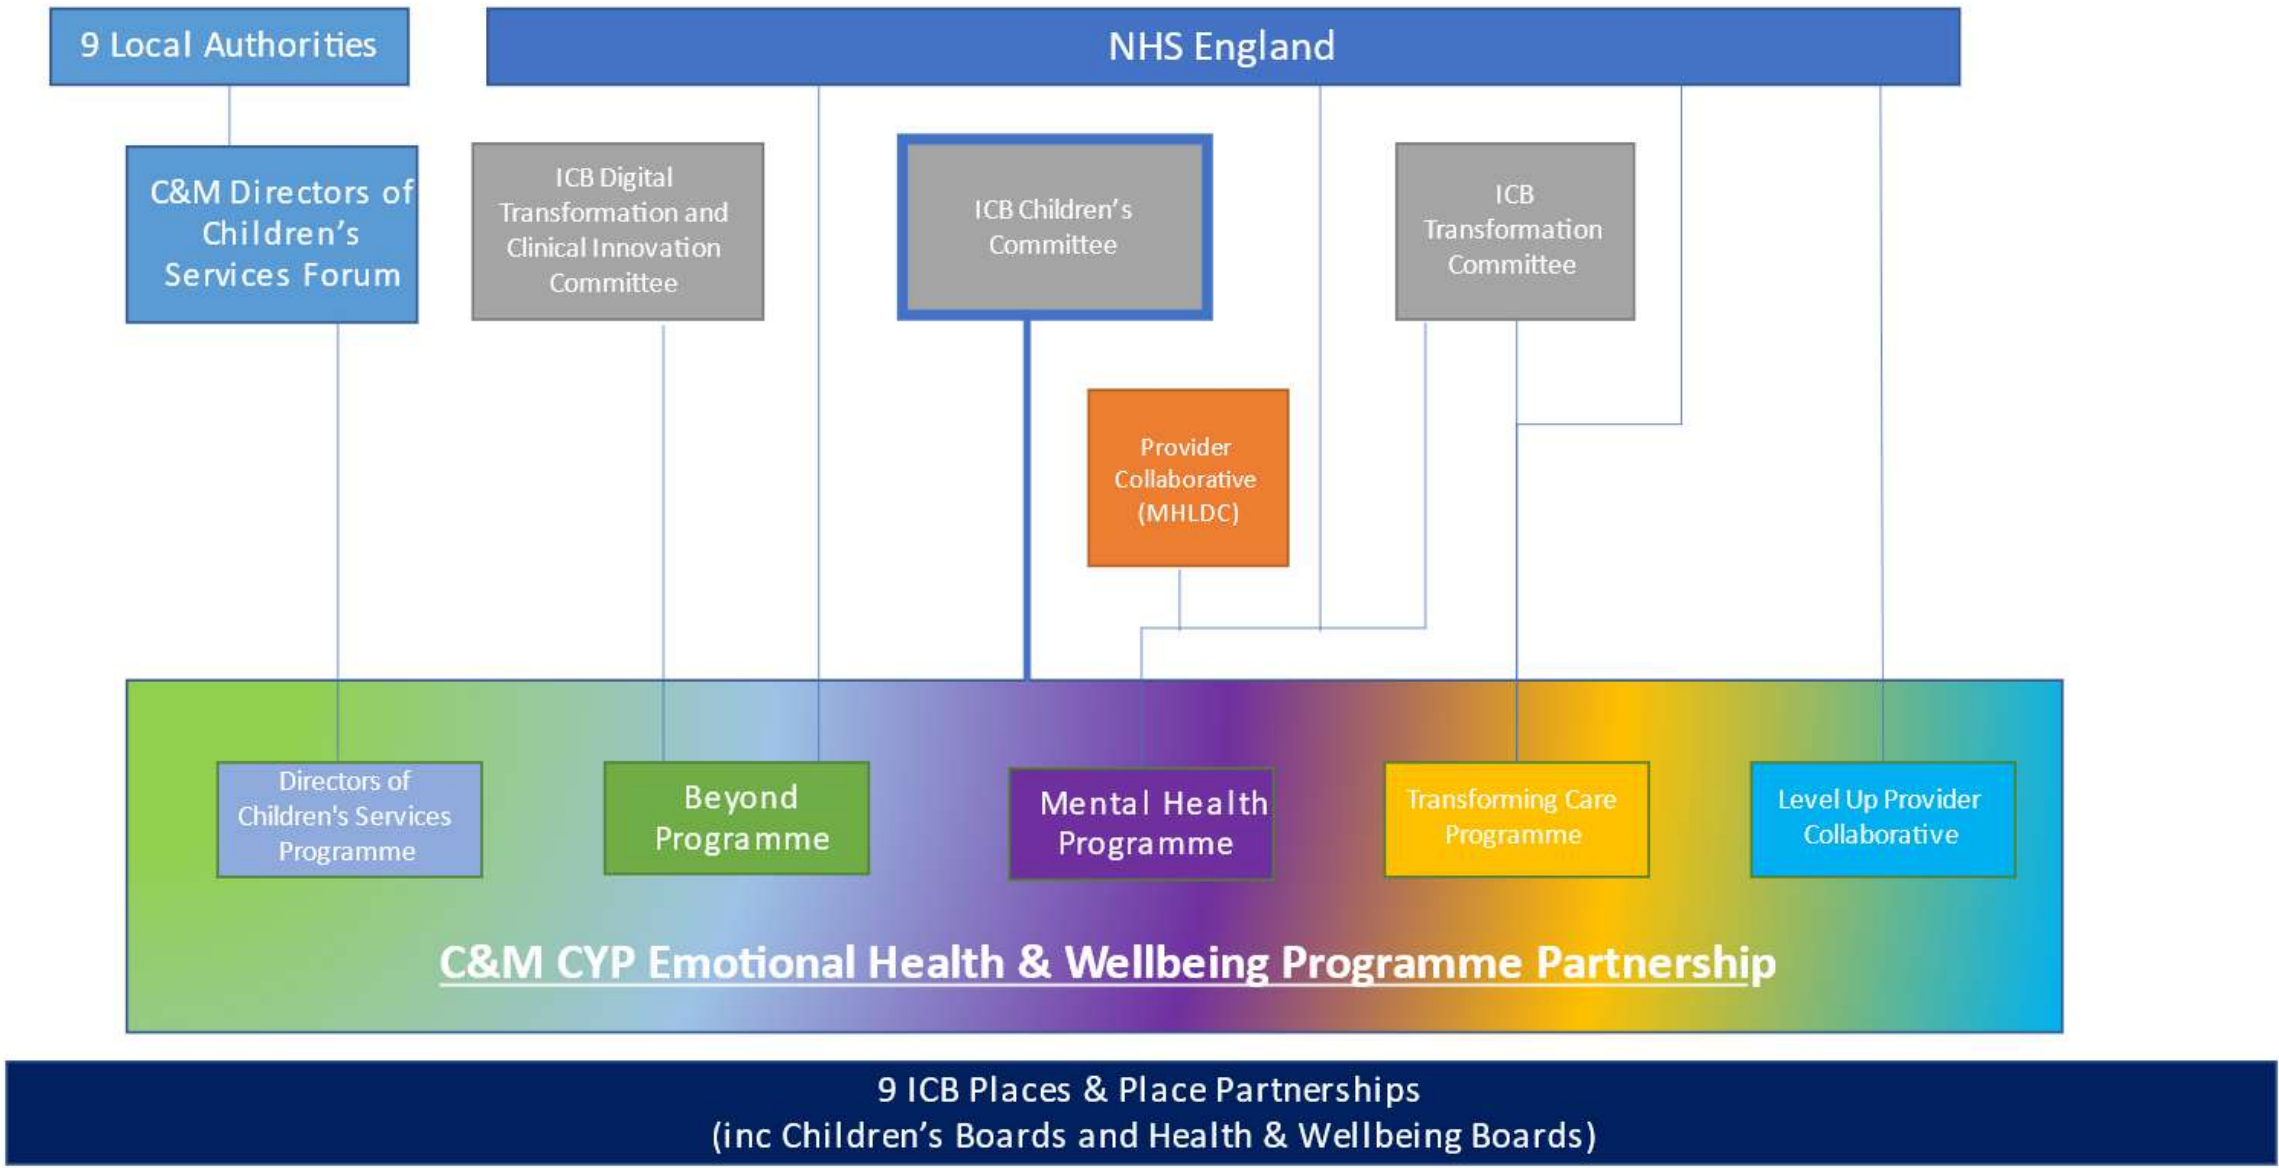 9 Local Authorities
NHS England
C&M Directors of
Children’s
Services Forum
ICB Digital
Transformation and
Clinical Innovation
Committee
ICB Children’s
Committee
ICB
Transformation
Committee
Provider
Collaborative
(MHLDC)
Directors of
Children's Services
Programme
Beyond
Programme
Mental Health
Programme
Transforming Care
Programme
Level Up Provider
Collaborative
C&M CYP Emotional Health & Wellbeing Programme Partnership
9 ICB Places & Place Partnerships
(inc Children’s Boards and Health & Wellbeing Boards)